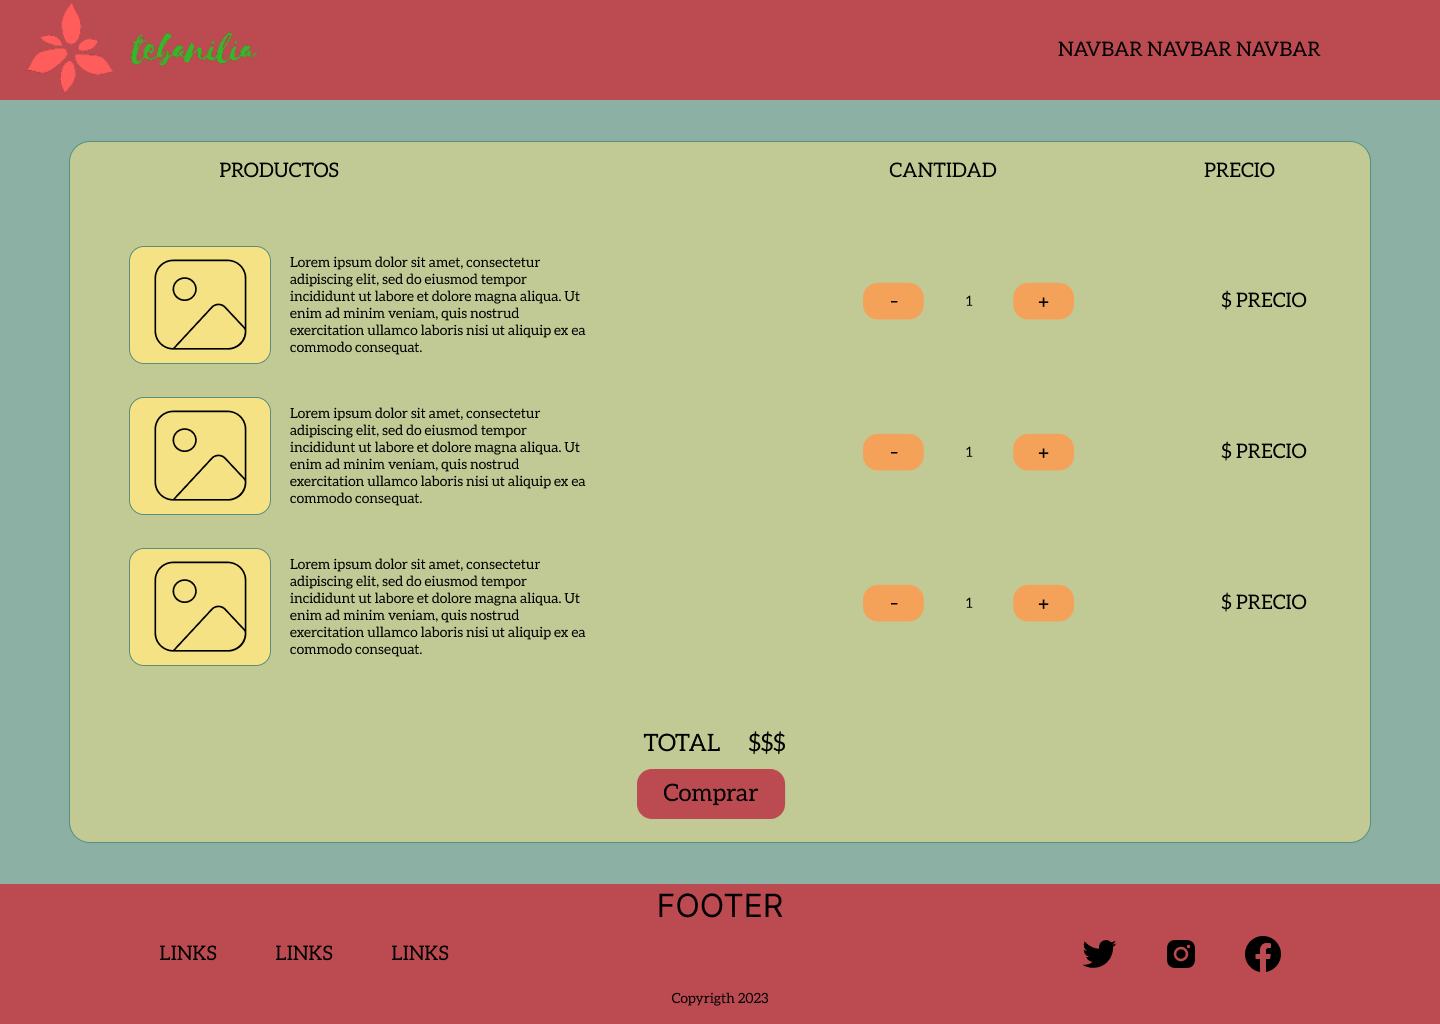 tebanilia
NAVBAR NAVBAR NAVBAR
PRODUCTOS CANTIDAD PRECIO
Lorem ipsum dolor sit amet, consectetur
adipiscing elit, sed do eiusmod tempor
incididunt ut labore et dolore magna aliqua. Ut
enim ad minim veniam, quis nostrud
exercitation ullamco laboris nisi ut aliquip ex ea
commodo consequat.
- 1 +
$ PRECIO
Lorem ipsum dolor sit amet, consectetur
adipiscing elit, sed do eiusmod tempor
incididunt ut labore et dolore magna aliqua. Ut
enim ad minim veniam, quis nostrud
exercitation ullamco laboris nisi ut aliquip ex ea
commodo consequat.
- 1 +
$ PRECIO
Lorem ipsum dolor sit amet, consectetur
adipiscing elit, sed do eiusmod tempor
incididunt ut labore et dolore magna aliqua. Ut
enim ad minim veniam, quis nostrud
exercitation ullamco laboris nisi ut aliquip ex ea
commodo consequat.
- 1 +
$ PRECIO
TOTAL $$$
Comprar
FOOTER
LINKS LINKS LINKS
Copyrigth 2023